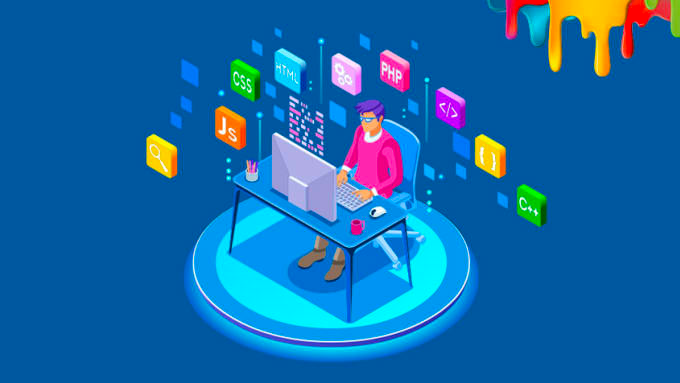 JS
CSS
HTML
PHP
</>
{ }
C++